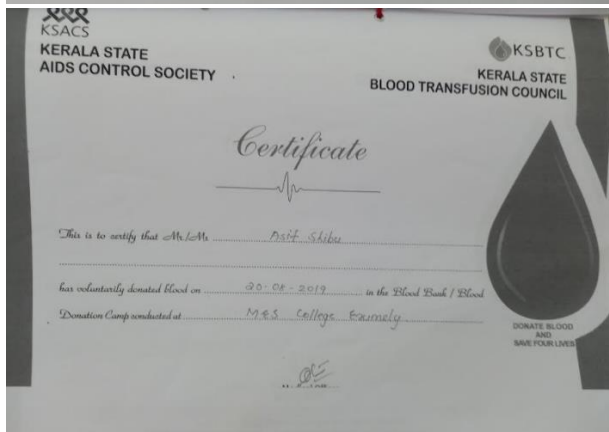 KSACS
KERALA STATE
AIDS CONTROL SOCIETY
KSBTC
KERALA STATE
BLOOD TRANSFUSION COUNCIL
Certificate
This is to certify that Mr./Ms Asif Shibu
has voluntarily donated blood on 20-08-2019 in the Blood Bank / Blood
Donation Camp conducted at MES College Erumely
DONATE BLOOD
AND
SAVE FOUR LIVES